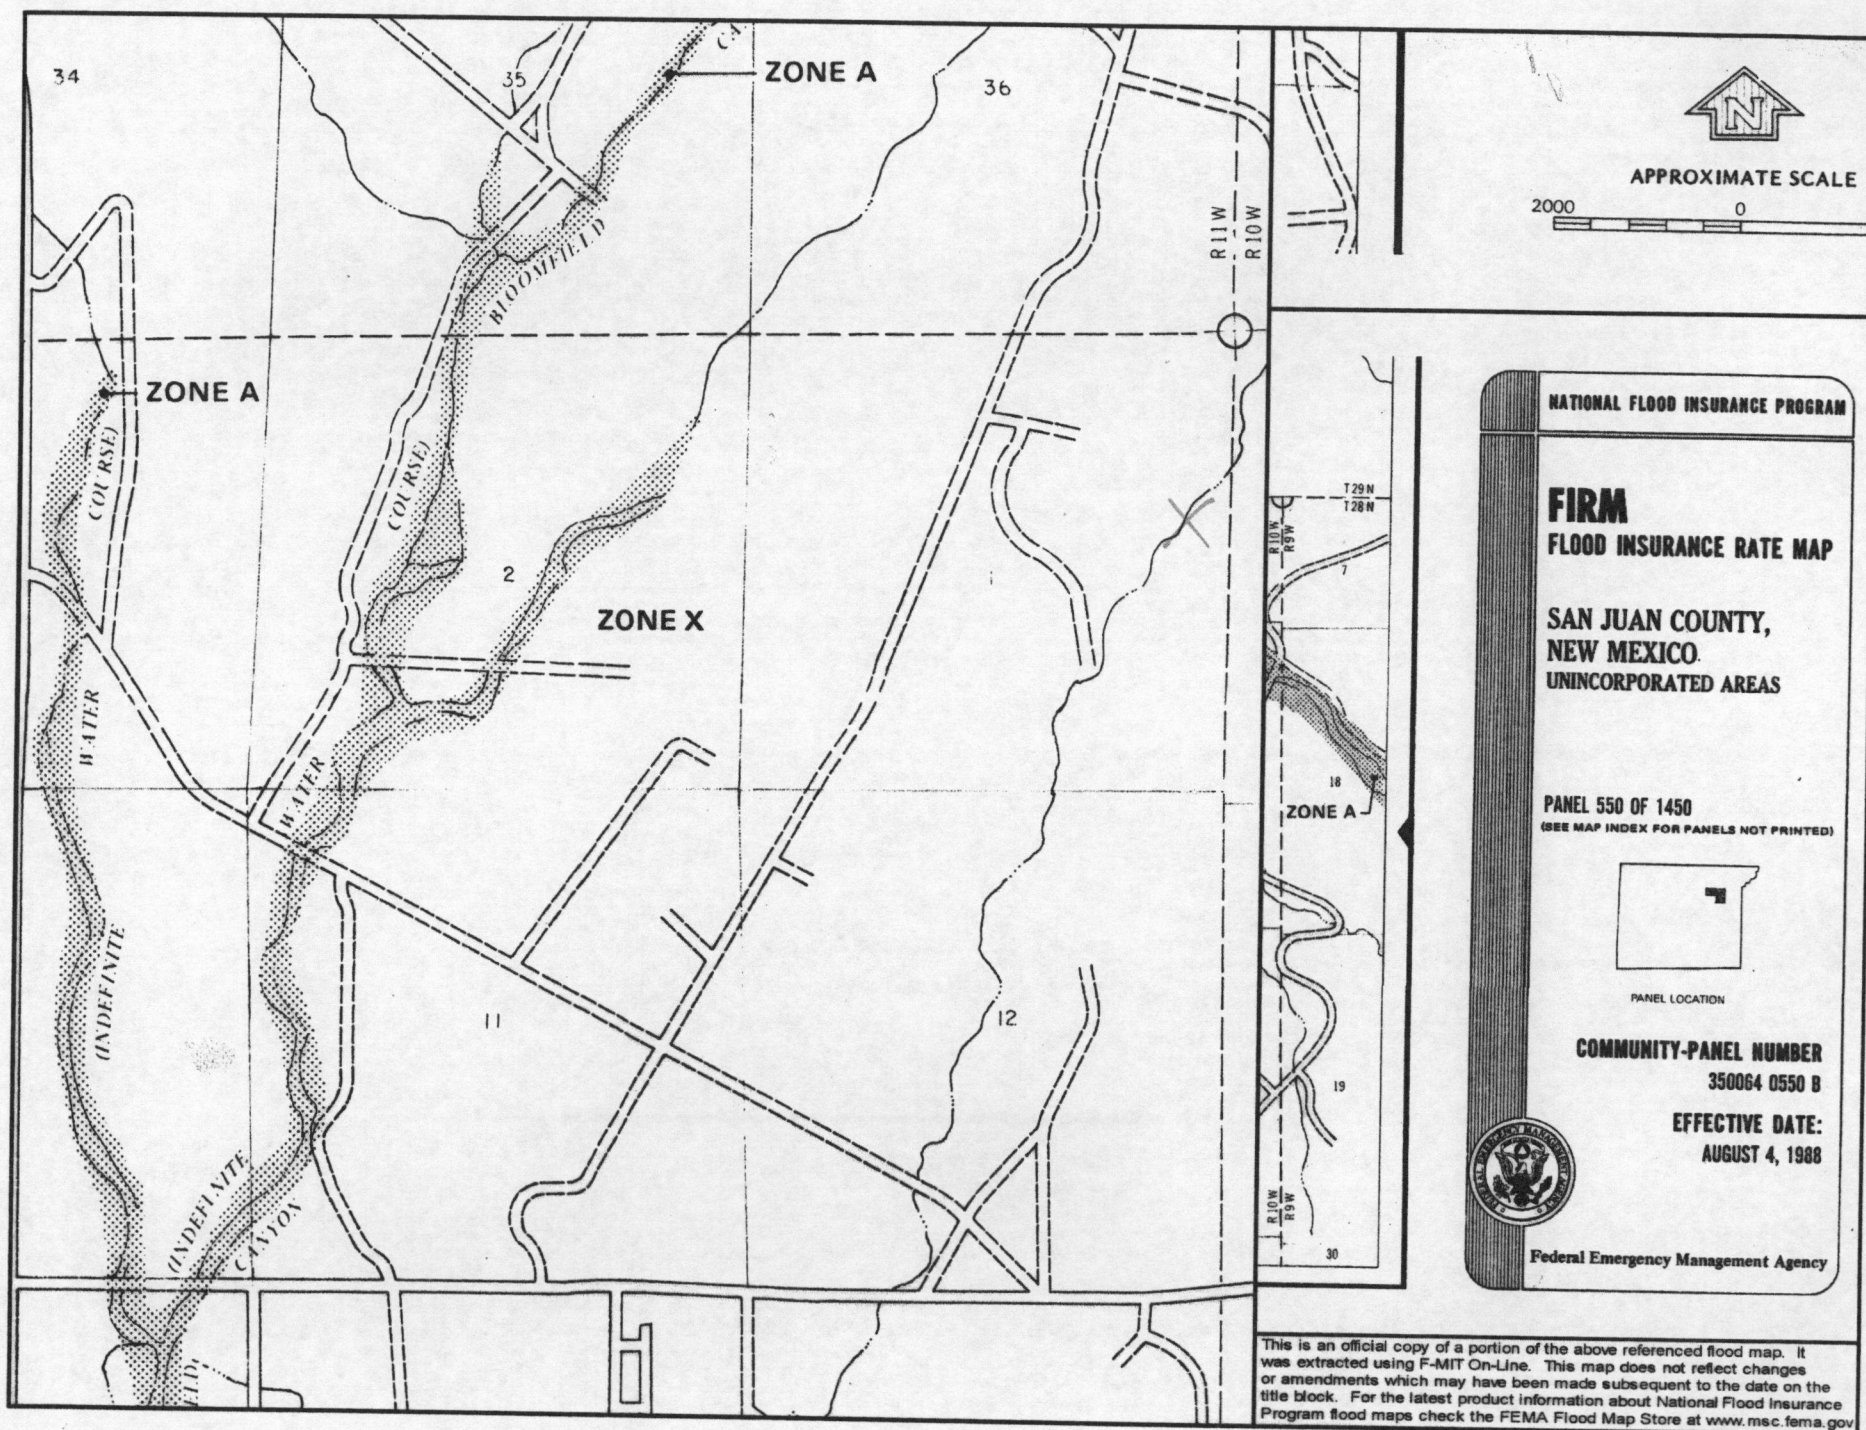 34
35
CA
ZONE A
36
BLOOMFIELD
R11W
R10W
ZONE A
COURSE)
COURSE)
2
ZONE X
1
WATER
WATER
(INDEFINITE
11
12
(INDEFINITE
CANYON
T29N
T28N
R10W
R9W
7
18
ZONE A
19
R10W
R9W
30
N
APPROXIMATE SCALE
2000 0
NATIONAL FLOOD INSURANCE PROGRAM
FIRM
FLOOD INSURANCE RATE MAP
SAN JUAN COUNTY,
NEW MEXICO
UNINCORPORATED AREAS
PANEL 550 OF 1450
(SEE MAP INDEX FOR PANELS NOT PRINTED)
PANEL LOCATION
COMMUNITY-PANEL NUMBER
350064 0550 B
EFFECTIVE DATE:
AUGUST 4, 1988
FEDERAL EMERGENCY MANAGEMENT AGENCY
Federal Emergency Management Agency
This is an official copy of a portion of the above referenced flood map. It
was extracted using F-MIT On-Line. This map does not reflect changes
or amendments which may have been made subsequent to the date on the
title block. For the latest product information about National Flood Insurance
Program flood maps check the FEMA Flood Map Store at www.msc.fema.gov